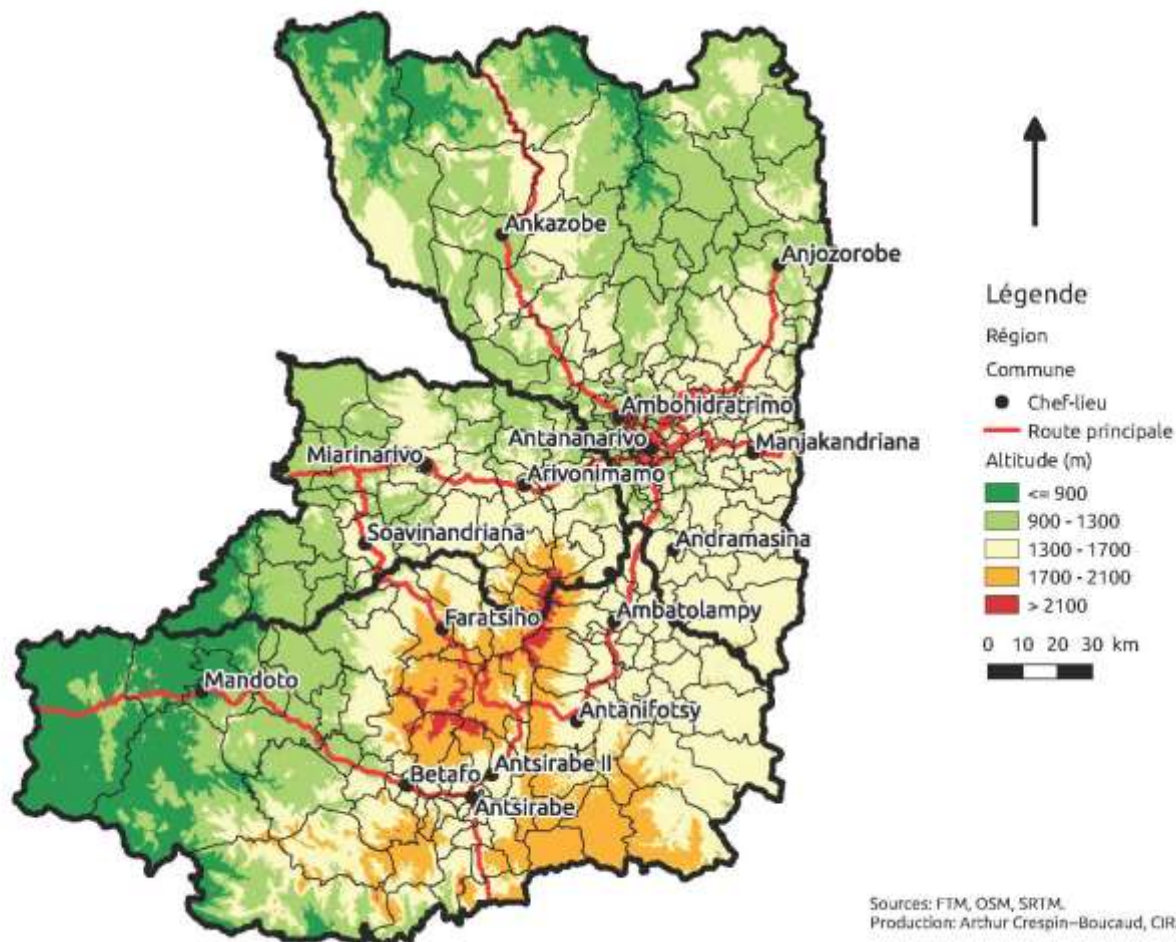 Ankazobe
Anjozorobe
Ambohidratrimo
Antananarivo
Manjakandriana
Miarinarivo
Arivonimamo
Soavinandriana
Andramasina
Faratsiho
Ambatolampy
Mandoto
Antanifotsy
Antsirabe II
Betafo
Antsirabe
Légende
Région
Commune
Chef-lieu
Route principale
Altitude (m)
<= 900
900 - 1300
1300 - 1700
1700 - 2100
> 2100
0 10 20 30 km
Sources: FTM, OSM, SRTM.
Production: Arthur Crespin-Boucaud, CIR